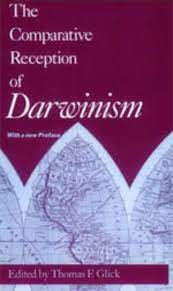 The
Comparative
Reception
of
Darwinism
With a new Preface
Edited by Thomas F. Glick